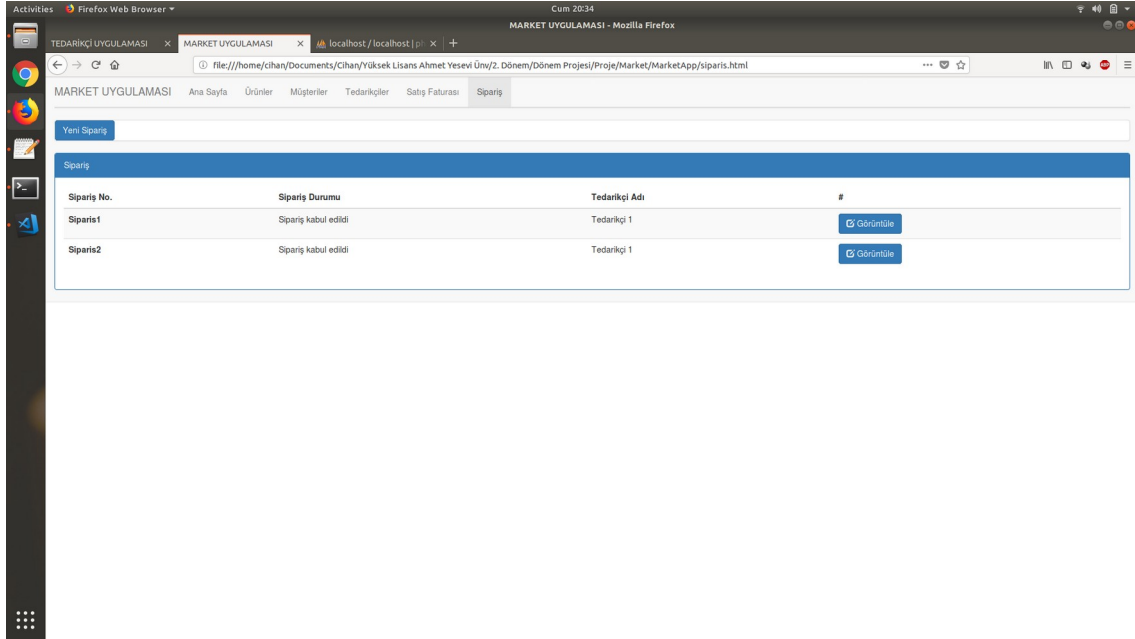 Activities Firefox Web Browser Cum 20:34
MARKET UYGULAMASI - Mozilla Firefox
TEDARİKÇİ UYGULAMASI MARKET UYGULAMASI localhost / localhost | ph
file:///home/cihan/Documents/Cihan/Yüksek Lisans Ahmet Yesevi Ünv/2. Dönem/Dönem Projesi/Proje/Market/MarketApp/siparis.html
MARKET UYGULAMASI Ana Sayfa Ürünler Müşteriler Tedarikçiler Satış Faturası Sipariş
Yeni Sipariş
Sipariş
Sipariş No. Sipariş Durumu Tedarikçi Adı #
Siparis1 Sipariş kabul edildi Tedarikçi 1 Görüntüle
Siparis2 Sipariş kabul edildi Tedarikçi 1 Görüntüle